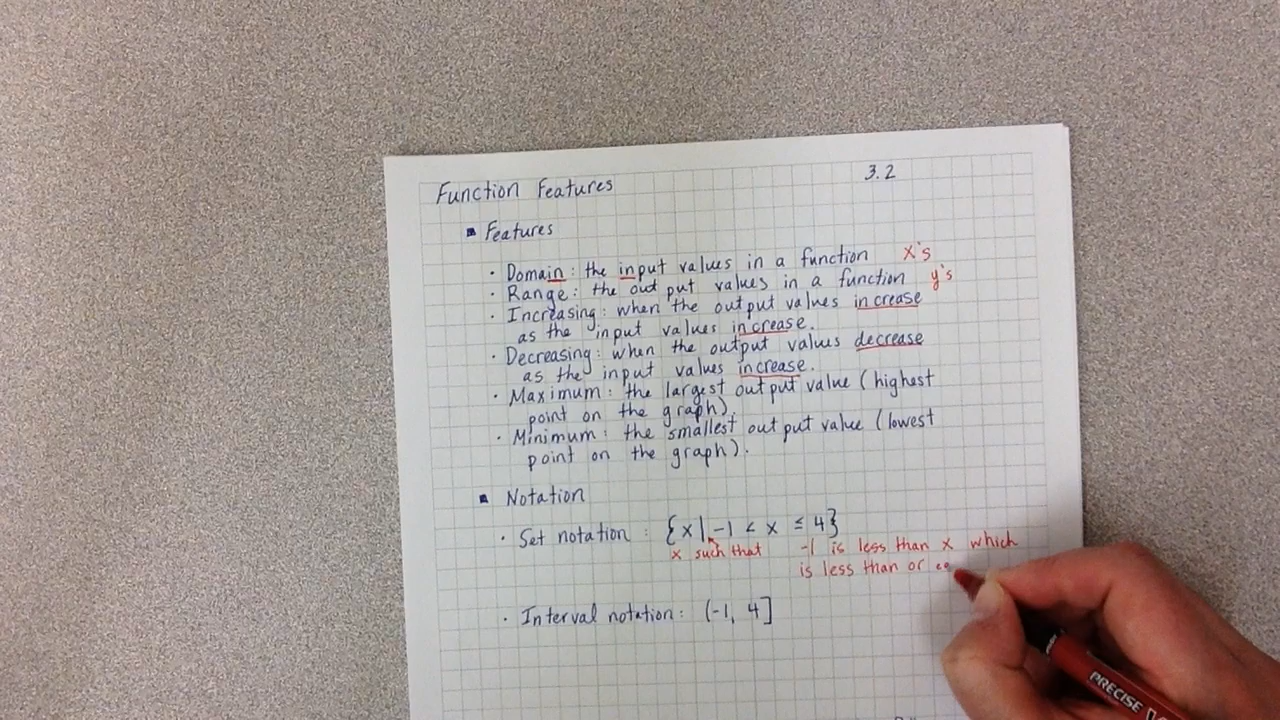 Function Features 3.2
▪ Features
· Domain: the input values in a function x's
· Range: the output values in a function y's
· Increasing: when the output values increase
as the input values increase.
· Decreasing: when the output values decrease
as the input values increase.
· Maximum: the largest output value (highest
point on the graph).
· Minimum: the smallest output value (lowest
point on the graph).
▪ Notation
· Set notation: {x|-1 < x ≤ 4}
x such that -1 is less than x which
is less than or
· Interval notation: (-1, 4]
PRECISE